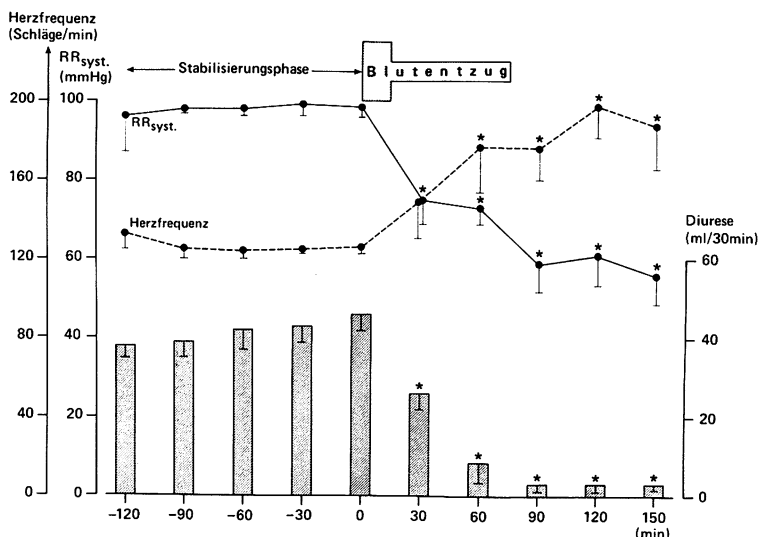 Herzfrequenz
(Schläge/min)
RRsyst.
(mmHg)
Stabilisierungsphase
Blutentzug
200
100
RRsyst.
160
80
Herzfrequenz
Diurese
(ml/30min)
120
60
60
80
40
40
40
20
20
0
0
0
-120
-90
-60
-30
0
30
60
90
120
150
(min)
* * * * *
* * * * *
* * * * *